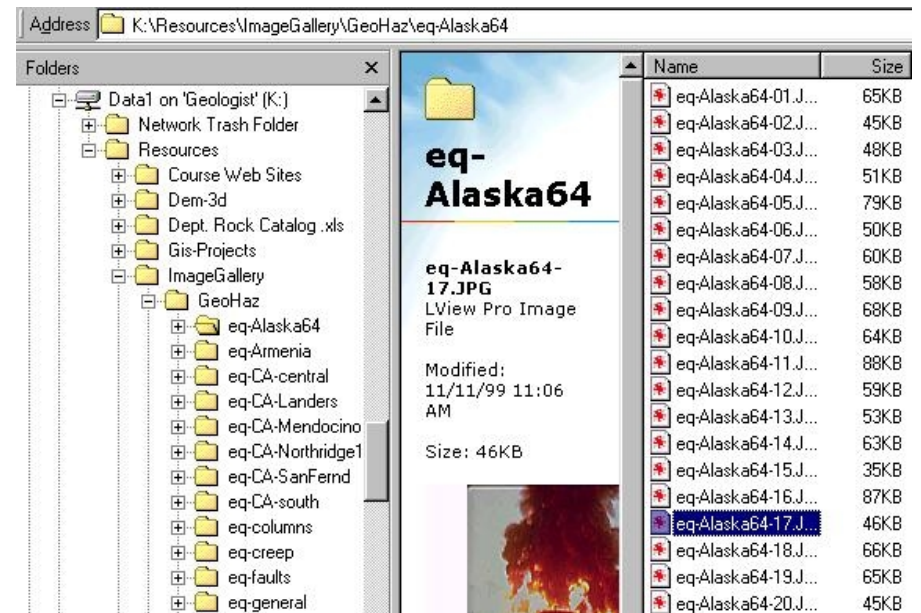 Address K:\Resources\ImageGallery\GeoHaz\eq-Alaska64
Folders
Data1 on 'Geologist' (K:)
Network Trash Folder
Resources
Course Web Sites
Dem-3d
Dept. Rock Catalog .xls
Gis-Projects
ImageGallery
GeoHaz
eq-Alaska64
eq-Armenia
eq-CA-central
eq-CA-Landers
eq-CA-Mendocino
eq-CA-Northridge1
eq-CA-SanFernd
eq-CA-south
eq-columns
eq-creep
eq-faults
eq-general
eq-
Alaska64
eq-Alaska64-
17.JPG
LView Pro Image
File
Modified:
11/11/99 11:06
AM
Size: 46KB
Name Size
eq-Alaska64-01.J... 65KB
eq-Alaska64-02.J... 45KB
eq-Alaska64-03.J... 48KB
eq-Alaska64-04.J... 51KB
eq-Alaska64-05.J... 79KB
eq-Alaska64-06.J... 50KB
eq-Alaska64-07.J... 60KB
eq-Alaska64-08.J... 58KB
eq-Alaska64-09.J... 68KB
eq-Alaska64-10.J... 64KB
eq-Alaska64-11.J... 88KB
eq-Alaska64-12.J... 59KB
eq-Alaska64-13.J... 53KB
eq-Alaska64-14.J... 63KB
eq-Alaska64-15.J... 35KB
eq-Alaska64-16.J... 87KB
eq-Alaska64-17.J... 46KB
eq-Alaska64-18.J... 66KB
eq-Alaska64-19.J... 65KB
eq-Alaska64-20.J... 45KB